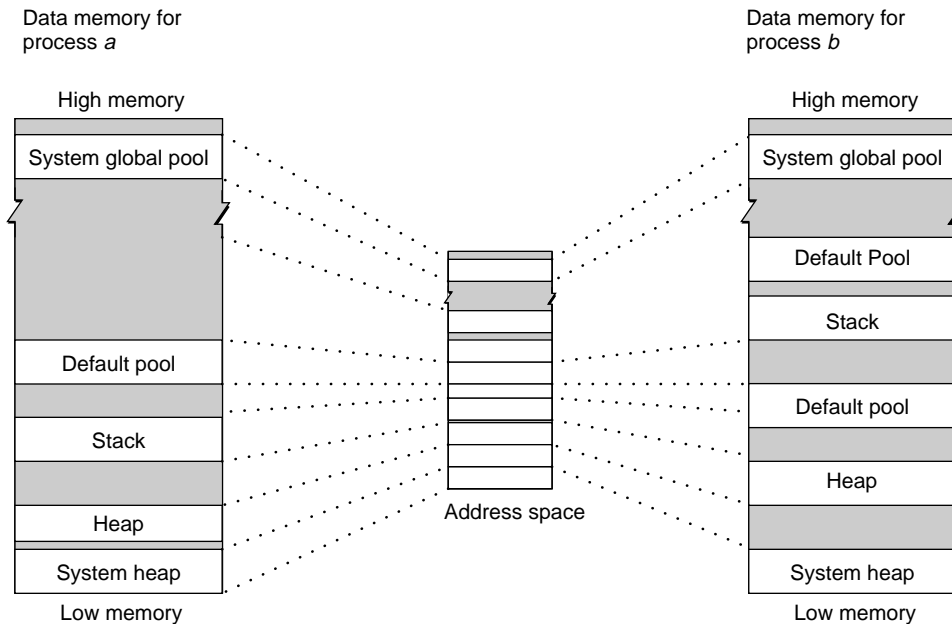 Data memory for
process a
High memory
System global pool
Default pool
Stack
Heap
System heap
Low memory
Address space
Data memory for
process b
High memory
System global pool
Default Pool
Stack
Default pool
Heap
System heap
Low memory